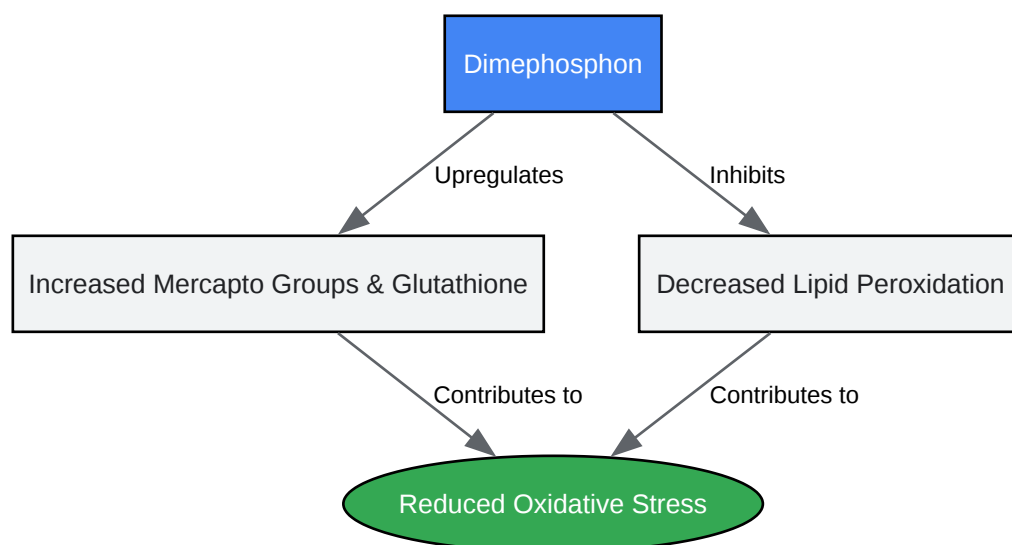 Dimephosphon
Upregulates
Inhibits
Increased Mercapto Groups & Glutathione
Decreased Lipid Peroxidation
Contributes to
Contributes to
Reduced Oxidative Stress